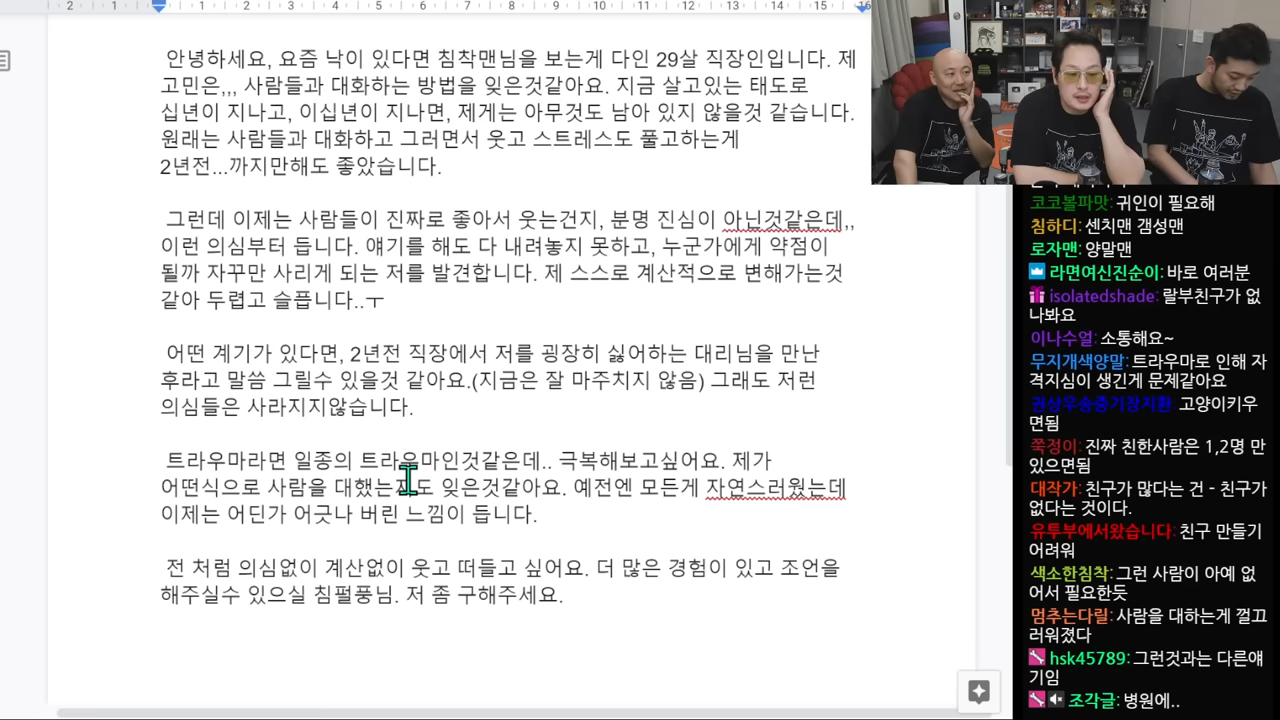 2 1 1 2 3 4 5 6 7 8 9 10 11 12 13 14 15 16
안녕하세요, 요즘 낙이 있다면 침착맨님을 보는게 다인 29살 직장인입니다. 제
고민은,,, 사람들과 대화하는 방법을 잊은것같아요. 지금 살고있는 태도로
십년이 지나고, 이십년이 지나면, 제게는 아무것도 남아 있지 않을것 같습니다.
원래는 사람들과 대화하고 그러면서 웃고 스트레스도 풀고하는게
2년전...까지만해도 좋았습니다.
그런데 이제는 사람들이 진짜로 좋아서 웃는건지, 분명 진심이 아닌것같은데,,
이런 의심부터 듭니다. 얘기를 해도 다 내려놓지 못하고, 누군가에게 약점이
될까 자꾸만 사리게 되는 저를 발견합니다. 제 스스로 계산적으로 변해가는것
같아 두렵고 슬픕니다..ㅜ
어떤 계기가 있다면, 2년전 직장에서 저를 굉장히 싫어하는 대리님을 만난
후라고 말씀 그릴수 있을것 같아요.(지금은 잘 마주치지 않음) 그래도 저런
의심들은 사라지지않습니다.
트라우마라면 일종의 트라우마인것같은데.. 극복해보고싶어요. 제가
어떤식으로 사람을 대했는지도 잊은것같아요. 예전엔 모든게 자연스러웠는데
이제는 어딘가 어긋나 버린 느낌이 듭니다.
전 처럼 의심없이 계산없이 웃고 떠들고 싶어요. 더 많은 경험이 있고 조언을
해주실수 있으실 침펄풍님. 저 좀 구해주세요.
코코볼파맛: 귀인이 필요해
침하디: 센치맨 갬성맨
로자맨: 양말맨
라면여신진순이: 바로 여러분
isolatedshade: 랄부친구가 없
나봐요
이나수얼: 소통해요~
무지개색양말: 트라우마로 인해 자
격지심이 생긴게 문제같아요
권상우송중기장지환: 고양이키우
면됨
쭉정이: 진짜 친한사람은 1,2명 만
있으면됨
대작가: 친구가 많다는 건 - 친구가
없다는 것이다.
유투부에서왔습니다: 친구 만들기
어려워
색소한침착: 그런 사람이 아예 없
어서 필요한듯
멈추는다릴: 사람을 대하는게 껄끄
러워졌다
hsk45789: 그런것과는 다른얘
기임
조각글: 병원에..